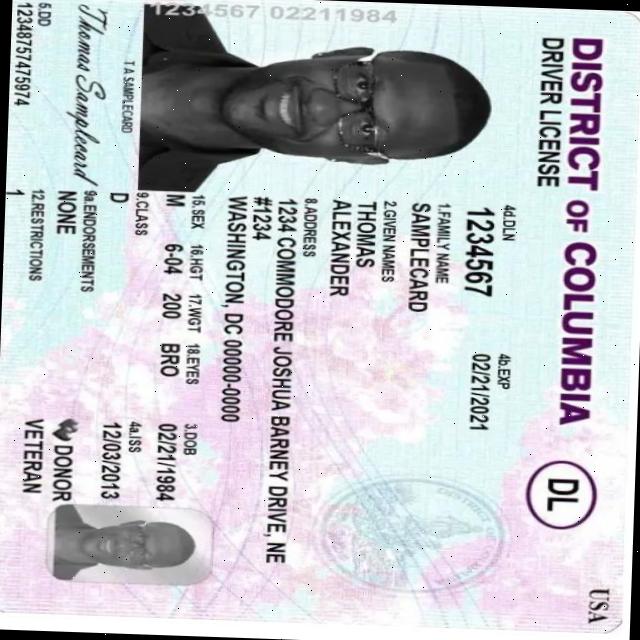 DISTRICT OF COLUMBIA
USA
DRIVER LICENSE
DL
4d.DLN
1234567
4b.EXP
02/21/2021
1.FAMILY NAME
SAMPLECARD
2.GIVEN NAMES
THOMAS
ALEXANDER
8.ADDRESS
1234 COMMODORE JOSHUA BARNEY DRIVE, NE
#1234
WASHINGTON, DC 00000-0000
15.SEX 16.HGT 17.WGT 18.EYES
M 6-04 200 BRO
3.DOB
02/21/1984
9.CLASS
D
4a.ISS
12/03/2013
9a.ENDORSEMENTS
NONE
DONOR
12.RESTRICTIONS
1
VETERAN
1234567 02211984
T A SAMPLECARD
Thomas Samplecard
5.DD
12348757475974